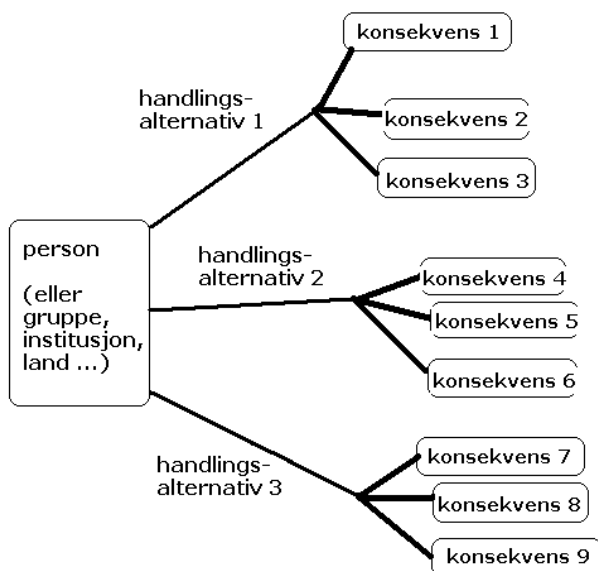 konsekvens 1
handlings-
alternativ 1
konsekvens 2
konsekvens 3
person
(eller
gruppe,
institusjon,
land ...)
handlings-
alternativ 2
konsekvens 4
konsekvens 5
konsekvens 6
handlings-
alternativ 3
konsekvens 7
konsekvens 8
konsekvens 9